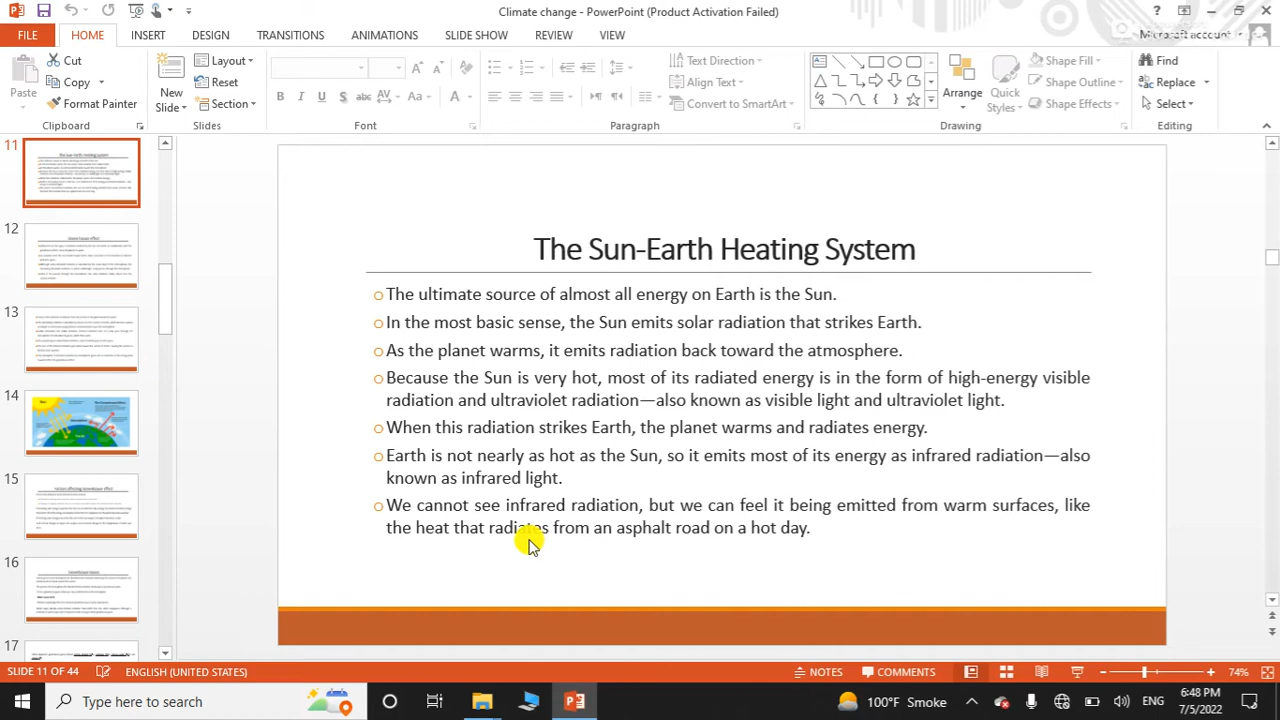 Climate change - PowerPoint (Product Activation Failed)
FILE HOME INSERT DESIGN TRANSITIONS ANIMATIONS SLIDE SHOW REVIEW VIEW Microsoft account
Paste
Cut
Copy
Format Painter
Clipboard
New Slide
Layout
Reset
Section
Slides
Font
Paragraph
Text Direction
Align Text
Convert to SmartArt
Arrange
Quick Styles
Shape Fill
Shape Outline
Shape Effects
Drawing
Find
Replace
Select
Editing
11
12
13
14
15
16
17
The Sun-Earth Heating System
The ultimate source of almost all energy on Earth is the Sun.
In the most basic sense, the Sun emits solar radiation that strikes Earth.
As the planet warms, it emits radiation back toward the atmosphere.
Because the Sun is very hot, most of its radiated energy is in the form of high-energy visible
radiation and ultraviolet radiation—also known as visible light and ultraviolet light.
When this radiation strikes Earth, the planet warms and radiates energy.
Earth is not nearly as hot as the Sun, so it emits most of its energy as infrared radiation—also
known as infrared light.
We cannot see infrared radiation, but we can feel it being emitted from warm surfaces, like
the heat that radiates from an asphalt road on a hot day.
SLIDE 11 OF 44 ENGLISH (UNITED STATES) NOTES COMMENTS 74%
Type here to search 100°F Smoke ENG 6:48 PM
7/5/2022